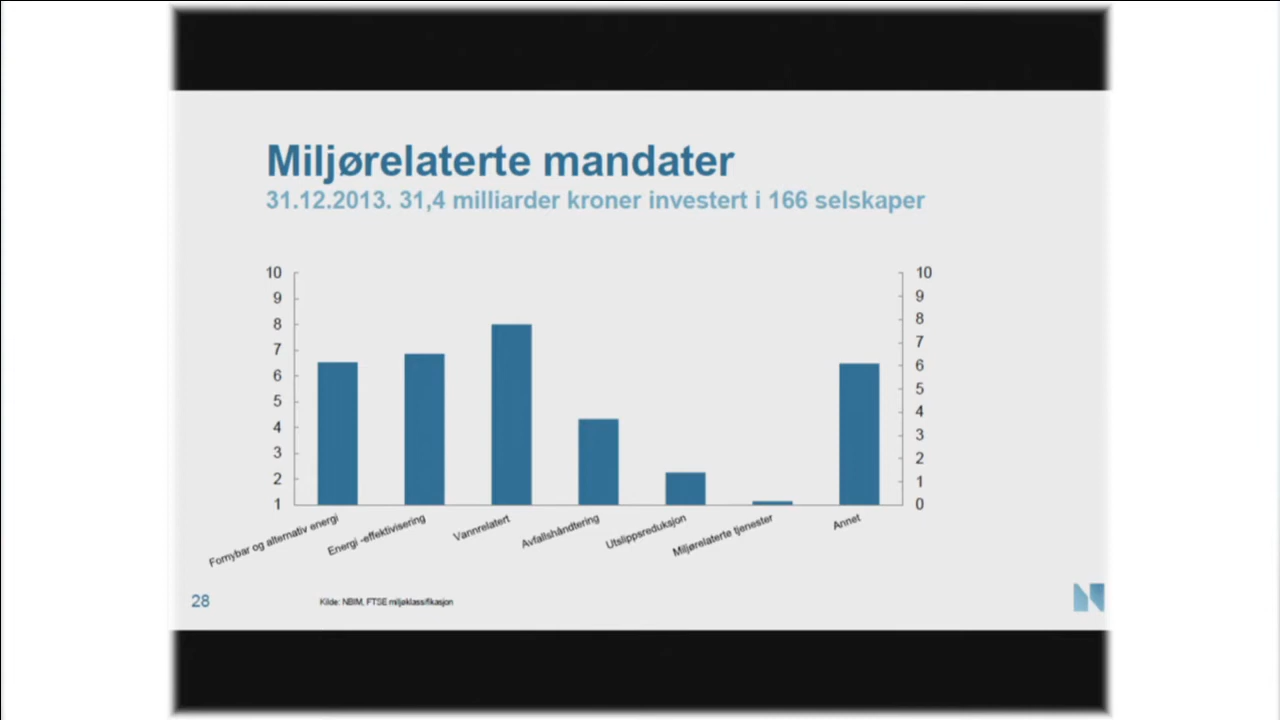 Miljørelaterte mandater
31.12.2013. 31,4 milliarder kroner investert i 166 selskaper
10
9
8
7
6
5
4
3
2
1
10
9
8
7
6
5
4
3
2
1
0
Fornybar og alternativ energi
Energi -effektivisering
Vannrelatert
Avfallshåndtering
Utslippsreduksjon
Miljørelaterte tjenester
Annet
28
Kilde: NBIM, FTSE miljøklassifikasjon